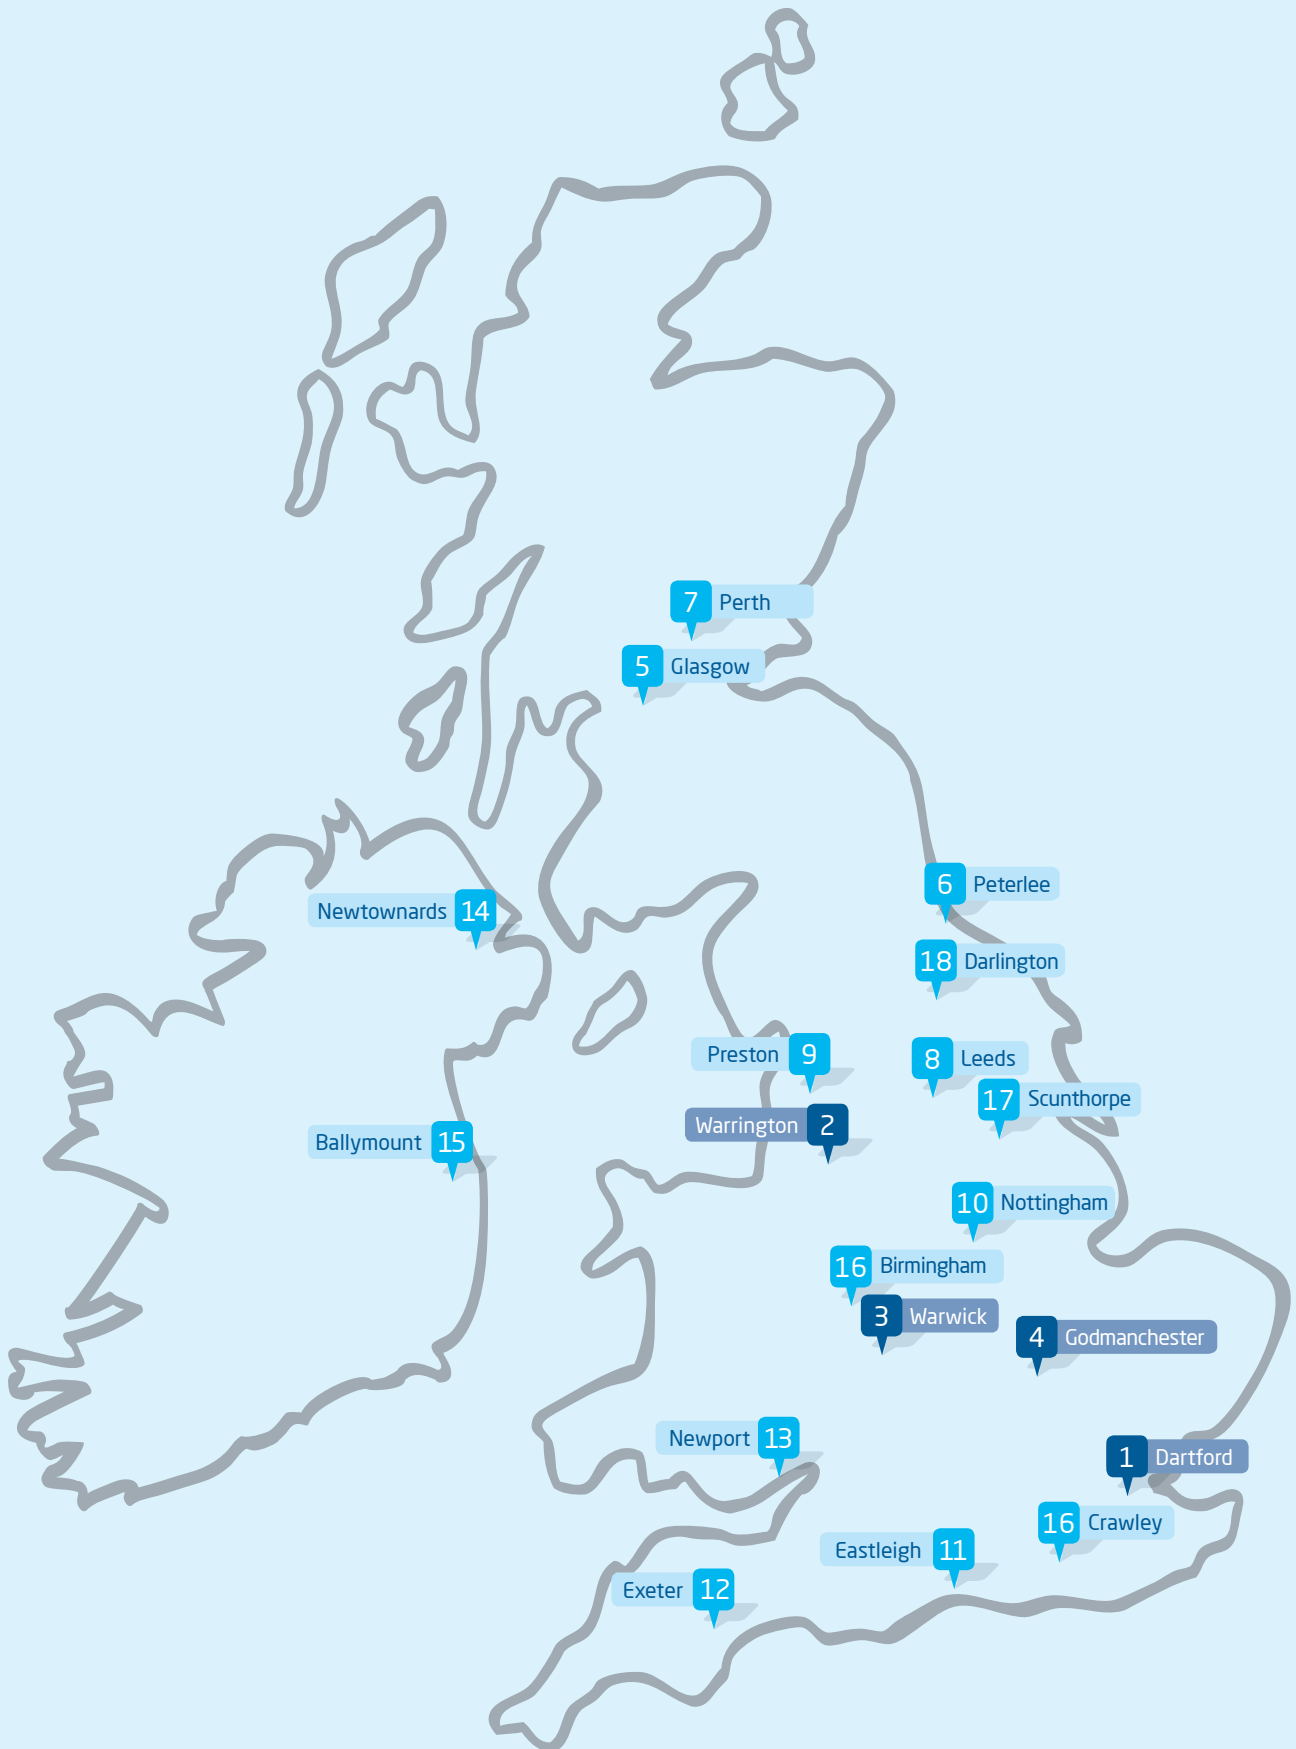 7 Perth
5 Glasgow
6 Peterlee
Newtownards 14
18 Darlington
Preston 9
8 Leeds
17 Scunthorpe
Warrington 2
Ballymount 15
10 Nottingham
16 Birmingham
3 Warwick
4 Godmanchester
Newport 13
1 Dartford
16 Crawley
Eastleigh 11
Exeter 12